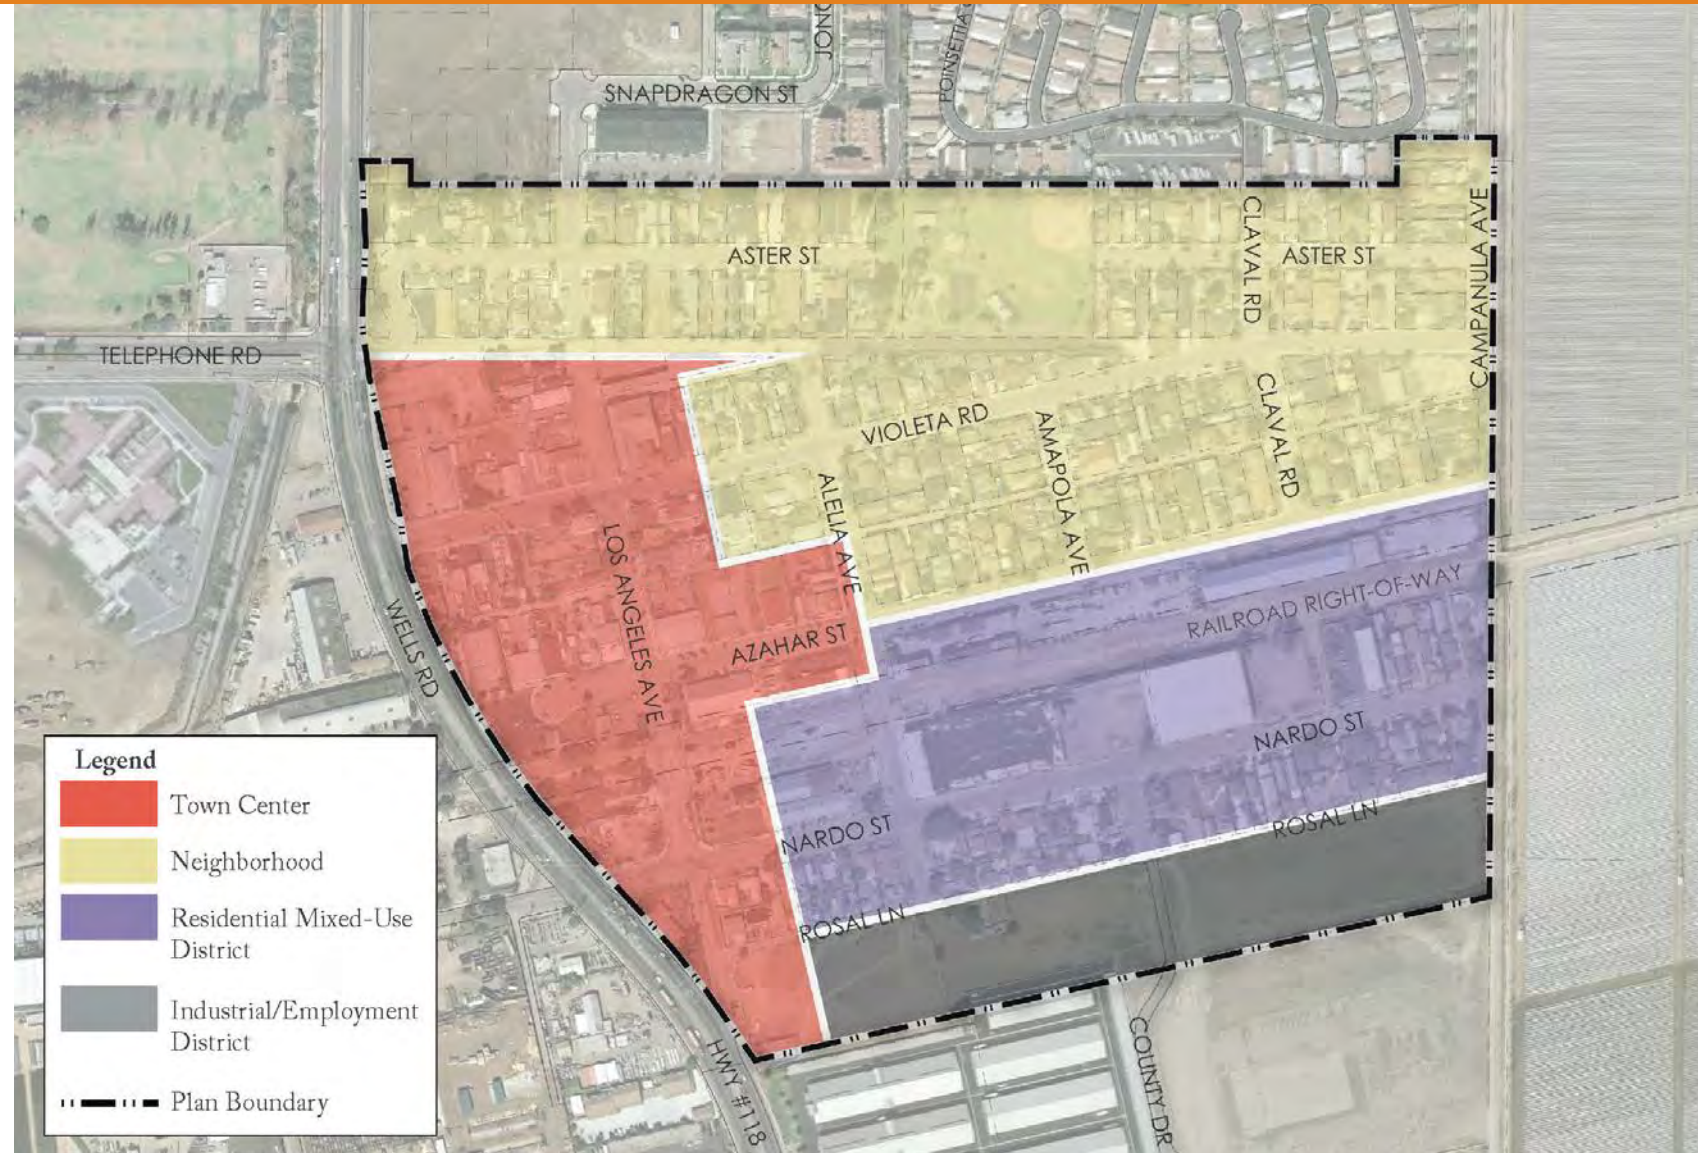 JON
POINSETTIA
SNAPDRAGON ST
CLAVAL RD
CAMPANULA AVE
ASTER ST
ASTER ST
TELEPHONE RD
VIOLETA RD
AMAPOLA AVE
CLAVAL RD
ALELIA AVE
LOS ANGELES AVE
RAILROAD RIGHT-OF-WAY
AZAHAR ST
WELLS RD
NARDO ST
NARDO ST
ROSAL LN
ROSAL LN
HWY #118
COUNTY DR
Legend
Town Center
Neighborhood
Residential Mixed-Use
District
Industrial/Employment
District
Plan Boundary